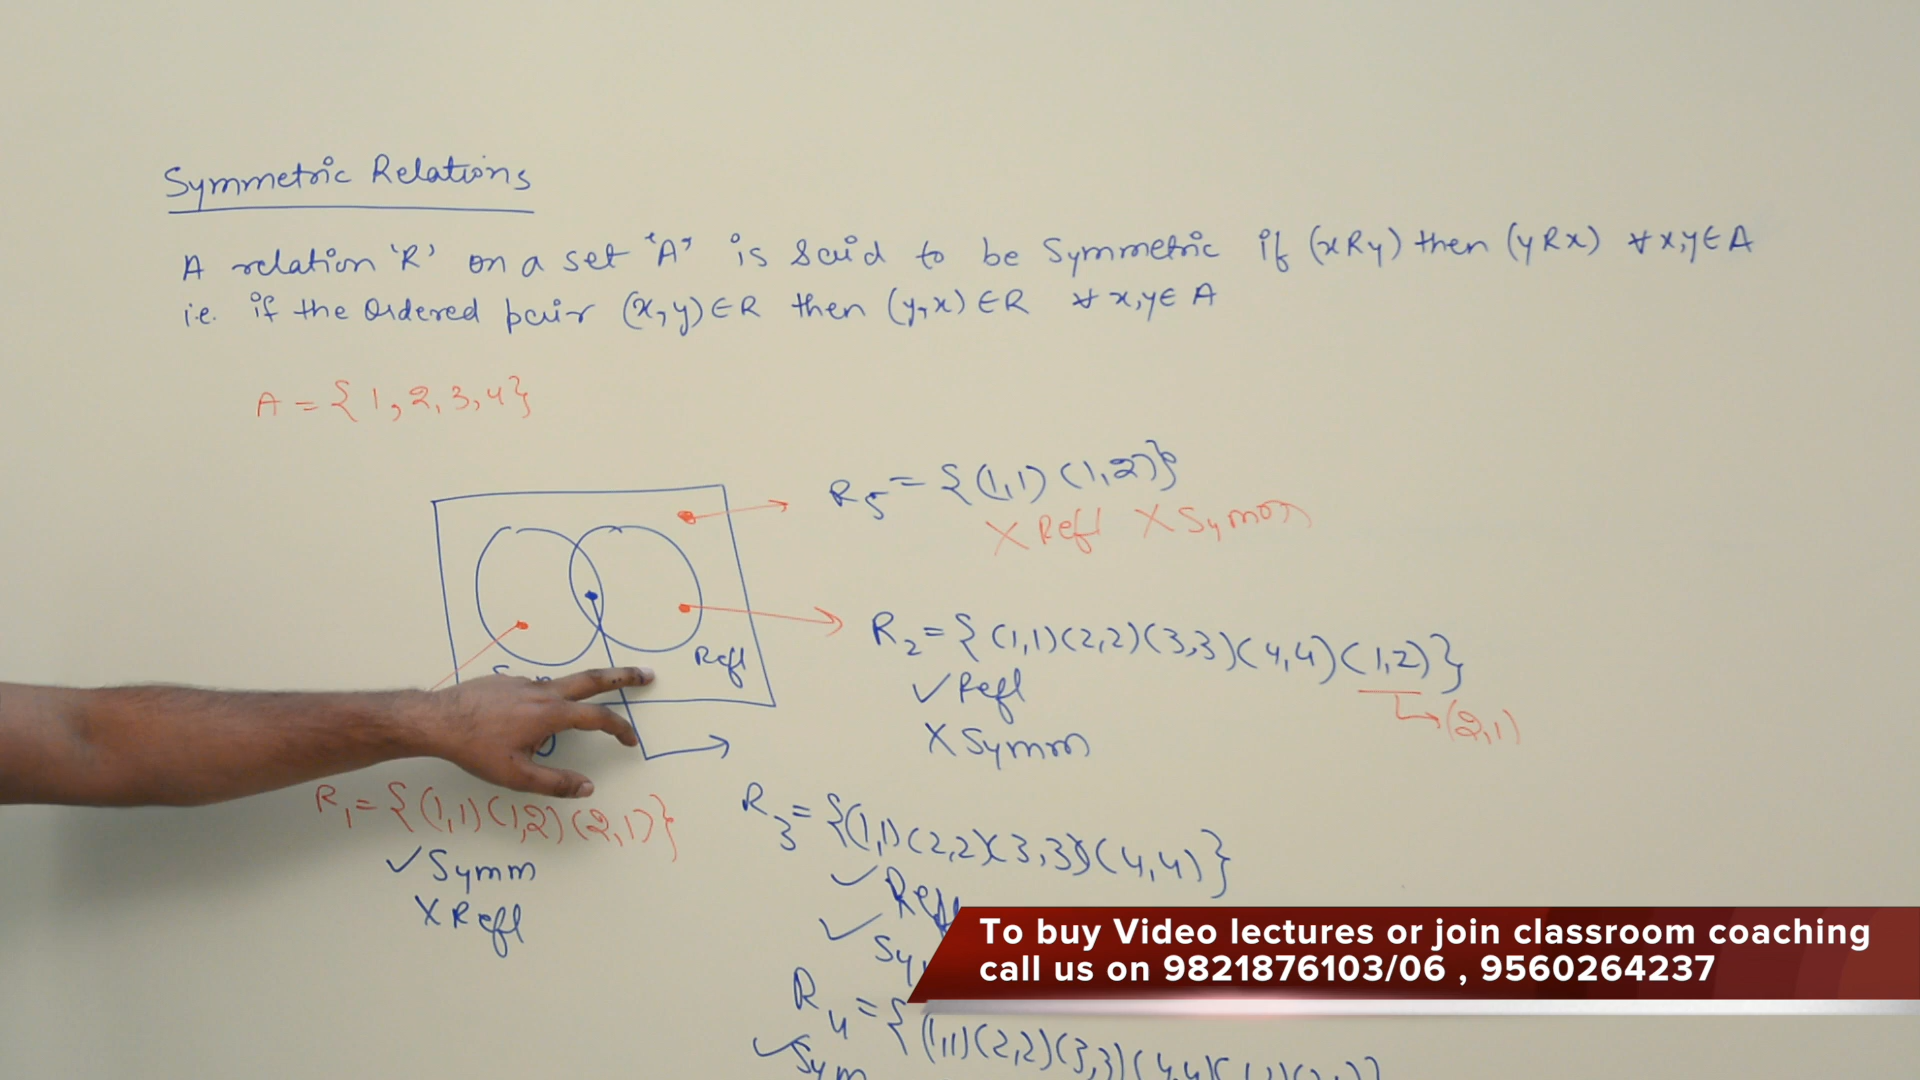 Symmetric Relations
A relation 'R' on a set 'A' is said to be Symmetric if (xRy) then (yRx) ∀ x,y∈A
i.e. if the ordered pair (x,y)∈R then (y,x)∈R ∀ x,y∈A
A = {1,2,3,4}
R5 = {(1,1) (1,2)}
X Refl X Symm
R2 = {(1,1)(2,2)(3,3)(4,4)(1,2)}
Refl
✓Refl
(2,1)
X Symm
R1 = {(1,1)(1,2)(2,1)}
✓Symm
X Refl
R3 = {(1,1)(2,2)(3,3)(4,4)}
✓Refl
✓
R4 = {(1,1)(2,2)(3,3)(4,4)
✓Sym
To buy Video lectures or join classroom coaching
call us on 9821876103/06 , 9560264237